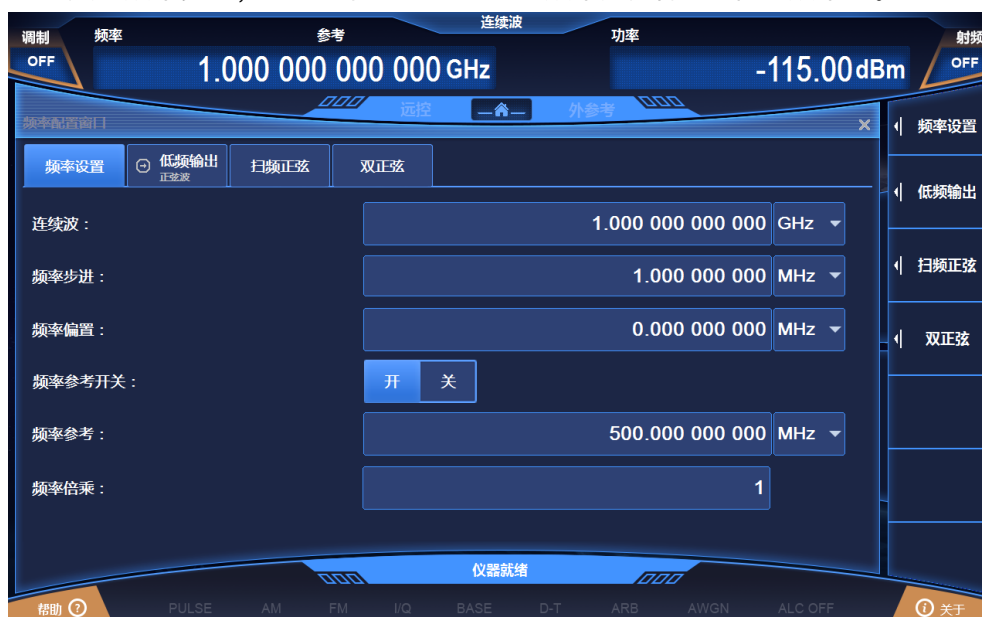 连续波
调制 频率 参考 功率 射频
OFF 1.000 000 000 000 GHz -115.00 dBm OFF
远控 外参考
频率配置窗口
频率设置 低频输出 扫频正弦 双正弦
正弦波
连续波： 1.000 000 000 000 GHz
频率步进： 1.000 000 000 MHz
频率偏置： 0.000 000 000 MHz
频率参考开关： 开 关
频率参考： 500.000 000 000 MHz
频率倍乘： 1
频率设置
低频输出
扫频正弦
双正弦
仪器就绪
帮助 PULSE AM FM I/Q BASE D-T ARB AWGN ALC OFF 关于